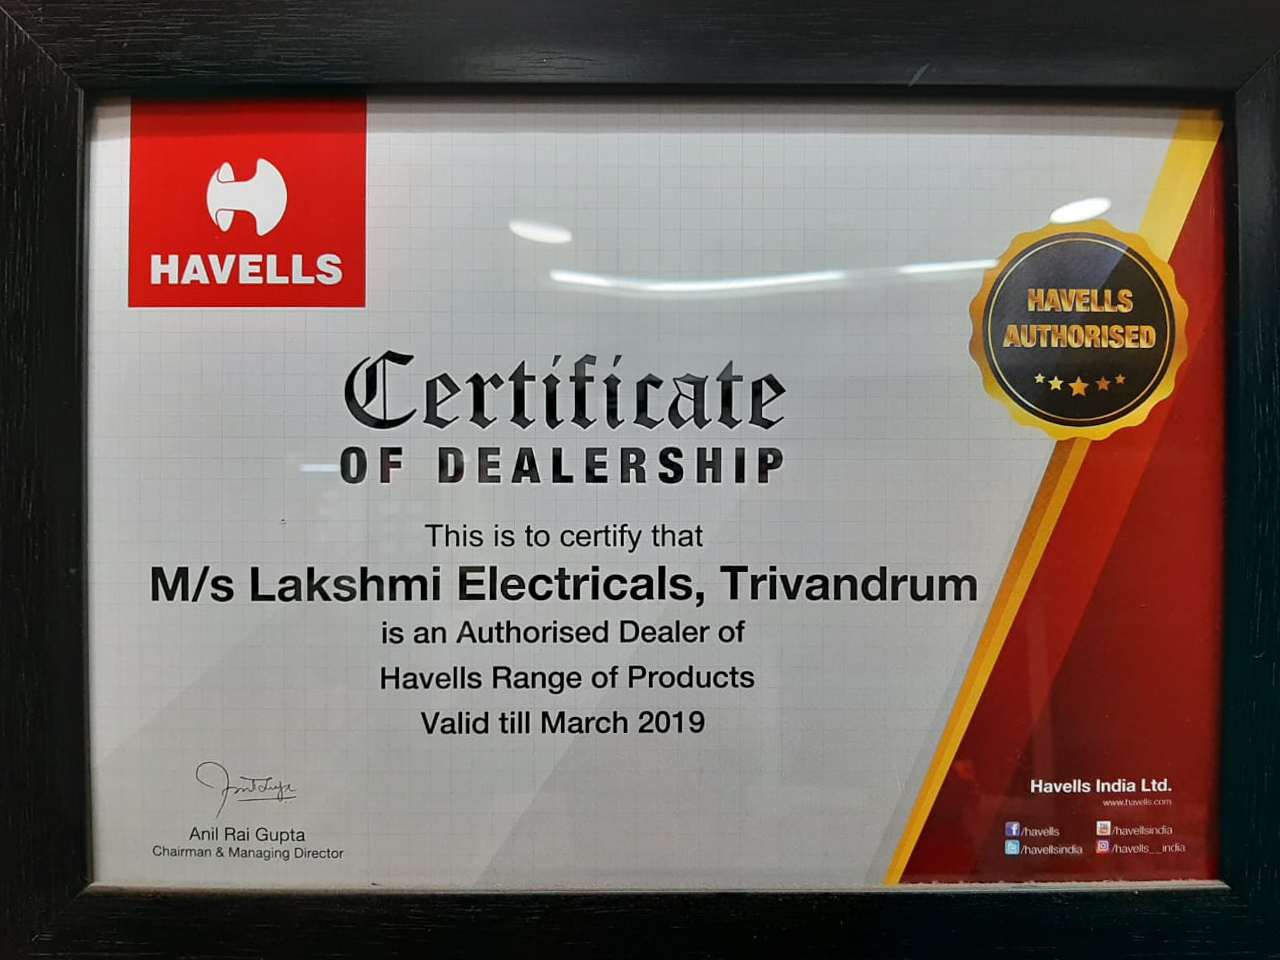 HAVELLS
HAVELLS
AUTHORISED
Certificate
OF DEALERSHIP
This is to certify that
M/s Lakshmi Electricals, Trivandrum
is an Authorised Dealer of
Havells Range of Products
Valid till March 2019
Anil Rai Gupta
Chairman & Managing Director
Havells India Ltd.
www.havells.com
/havells
/havellsindia
/havellsindia
/havells__india